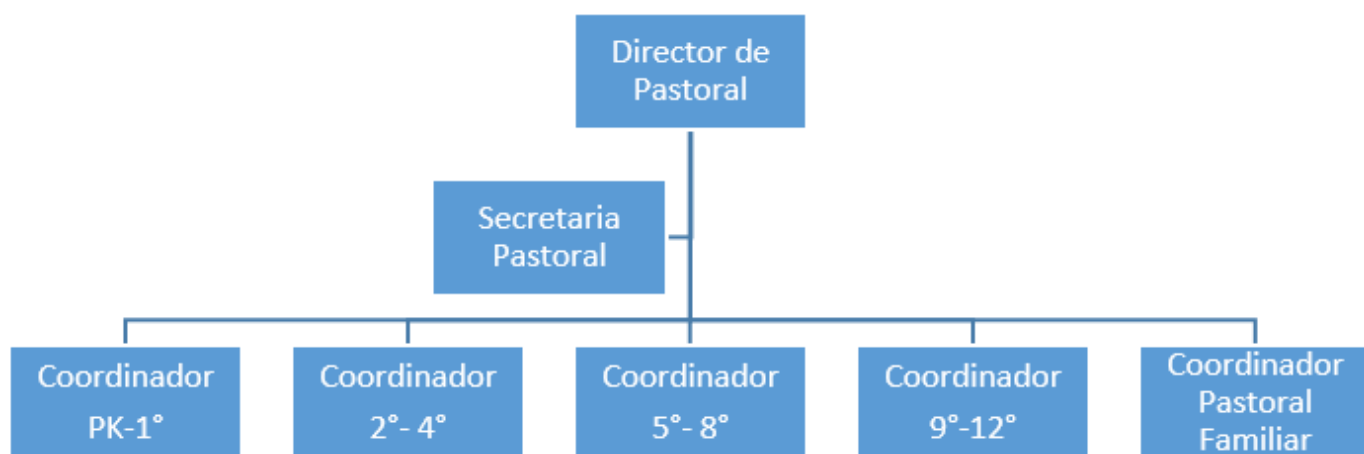 Director de
Pastoral
Secretaria
Pastoral
Coordinador
PK-1°
Coordinador
2°- 4°
Coordinador
5°- 8°
Coordinador
9°-12°
Coordinador
Pastoral
Familiar